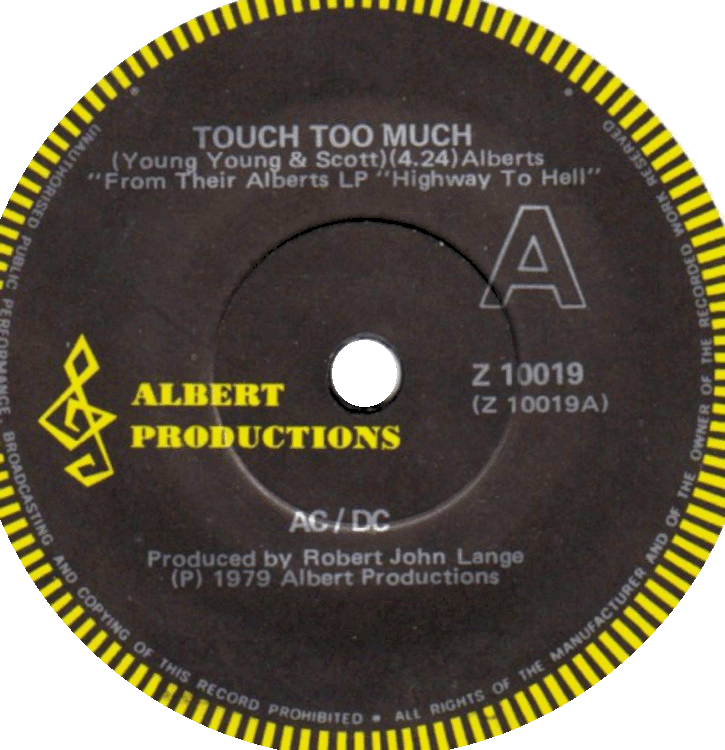 TOUCH TOO MUCH
(Young Young & Scott)(4.24)Alberts
"From Their Alberts LP "Highway To Hell"
A
Z 10019
(Z 10019A)
ALBERT
PRODUCTIONS
AC/DC
Produced by Robert John Lange
(P) 1979 Albert Productions
UNAUTHORISED PUBLIC PERFORMANCE, BROADCASTING AND COPYING OF THIS RECORD PROHIBITED • ALL RIGHTS OF THE MANUFACTURER AND OF THE OWNER OF THE RECORDED WORK RESERVED